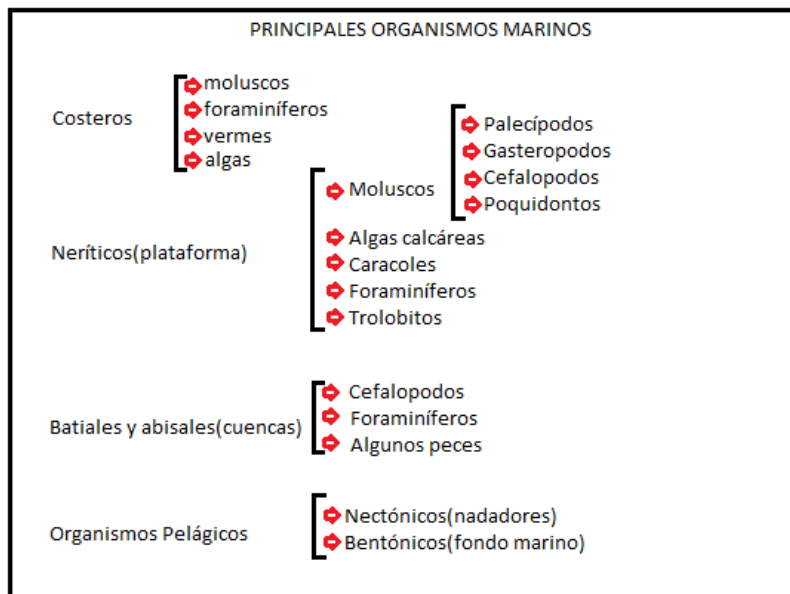 PRINCIPALES ORGANISMOS MARINOS
Costeros
moluscos
foraminíferos
vermes
algas
Neríticos(plataforma)
Moluscos
Palecípodos
Gasteropodos
Cefalopodos
Poquidontos
Algas calcáreas
Caracoles
Foraminíferos
Trolobitos
Batiales y abisales(cuencas)
Cefalopodos
Foraminíferos
Algunos peces
Organismos Pelágicos
Nectónicos(nadadores)
Bentónicos(fondo marino)